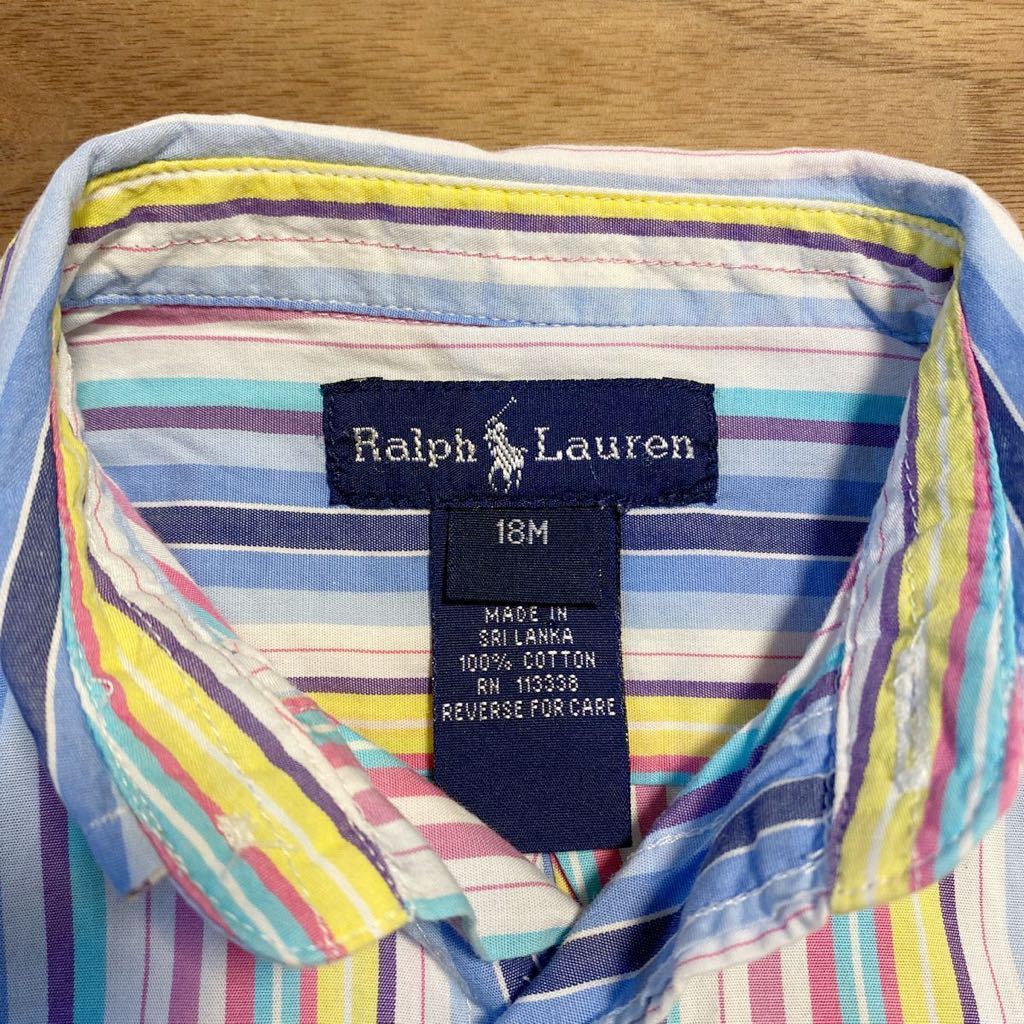 Ralph Lauren
18M
MADE IN
SRI LANKA
100% COTTON
RN 113338
REVERSE FOR CARE